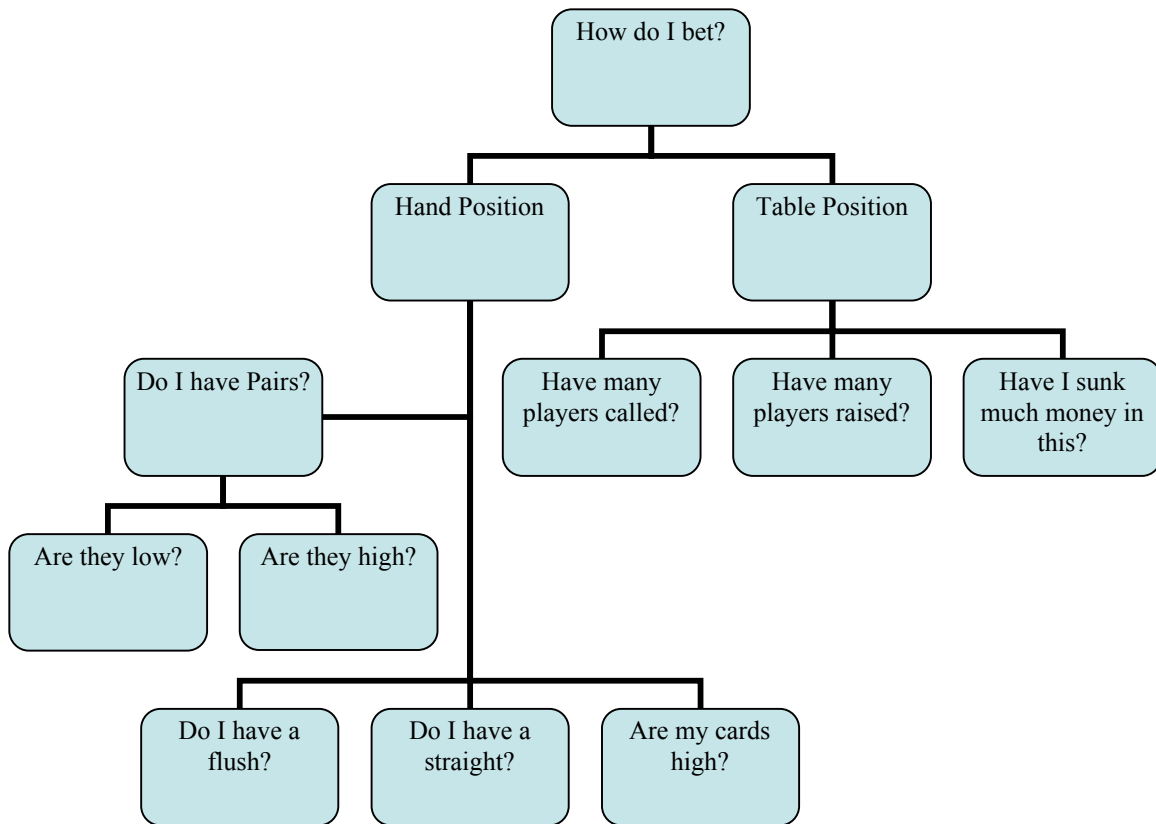 How do I bet?
Hand Position
Table Position
Do I have Pairs?
Have many
players called?
Have many
players raised?
Have I sunk
much money in
this?
Are they low?
Are they high?
Do I have a
flush?
Do I have a
straight?
Are my cards
high?